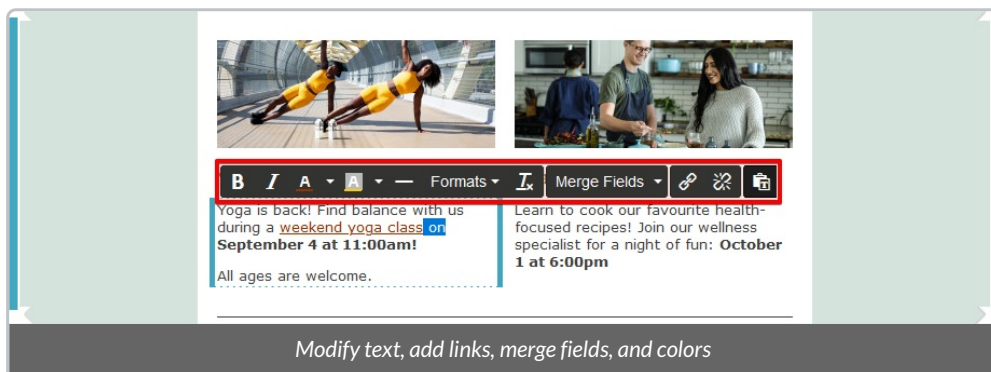 B I A A Formats Tx Merge Fields
Yoga is back! Find balance with us
during a weekend yoga class on
September 4 at 11:00am!
All ages are welcome.
Learn to cook our favourite health-
focused recipes! Join our wellness
specialist for a night of fun: October
1 at 6:00pm
Modify text, add links, merge fields, and colors